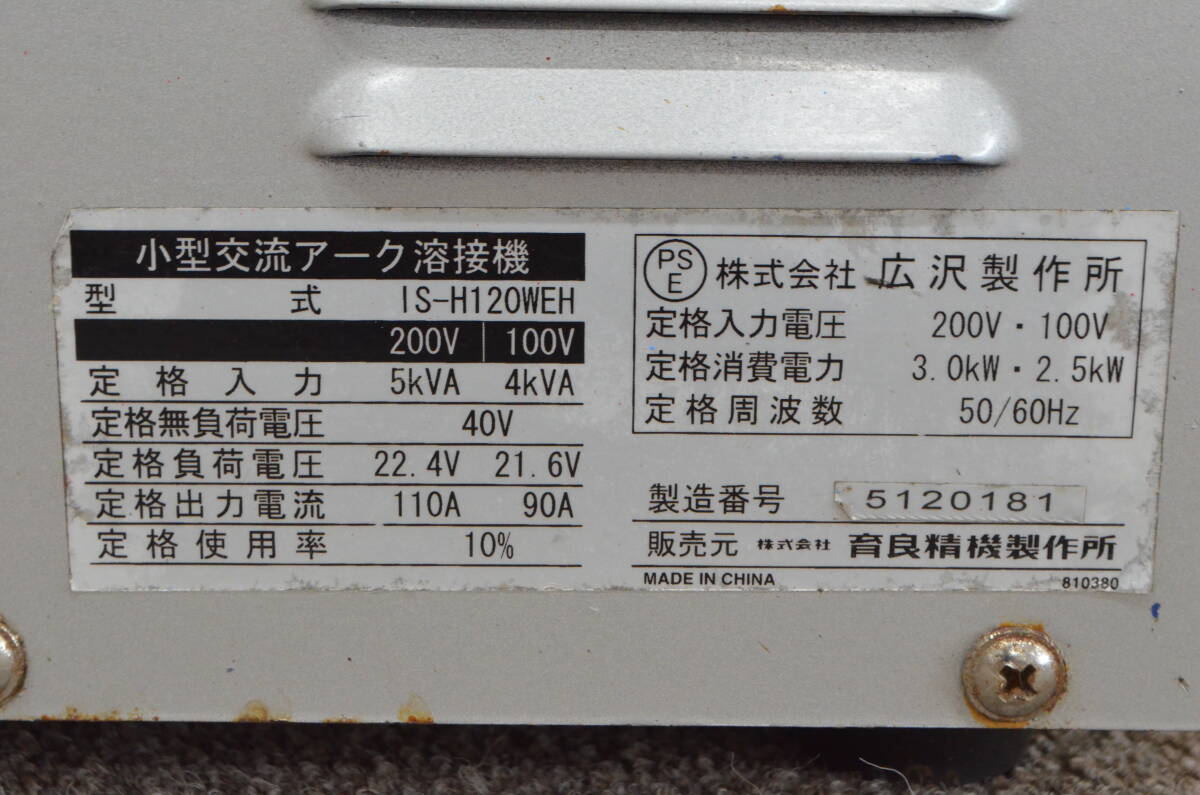 小型交流アーク溶接機
型式 IS-H120WEH
200V 100V
定格入力 5kVA 4kVA
定格無負荷電圧 40V
定格負荷電圧 22.4V 21.6V
定格出力電流 110A 90A
定格使用率 10%
PSE 株式会社 広沢製作所
定格入力電圧 200V・100V
定格消費電力 3.0kW・2.5kW
定格周波数 50/60Hz
製造番号 5120181
販売元 株式会社 育良精機製作所
MADE IN CHINA 810380